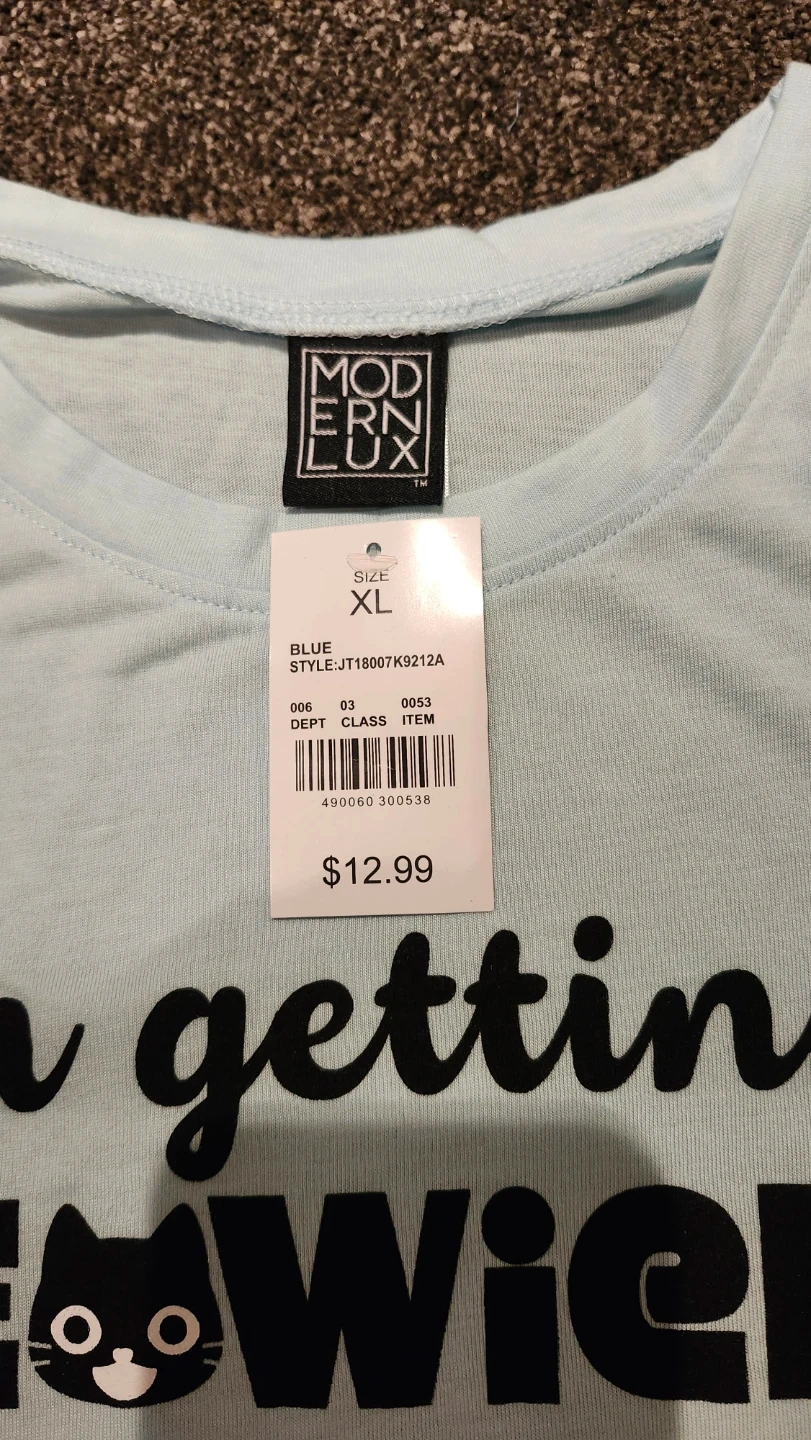 MOD
ERN
LUX
TM
SIZE
XL
BLUE
STYLE:JT18007K9212A
006 03 0053
DEPT CLASS ITEM
490060 300538
$12.99
gettin